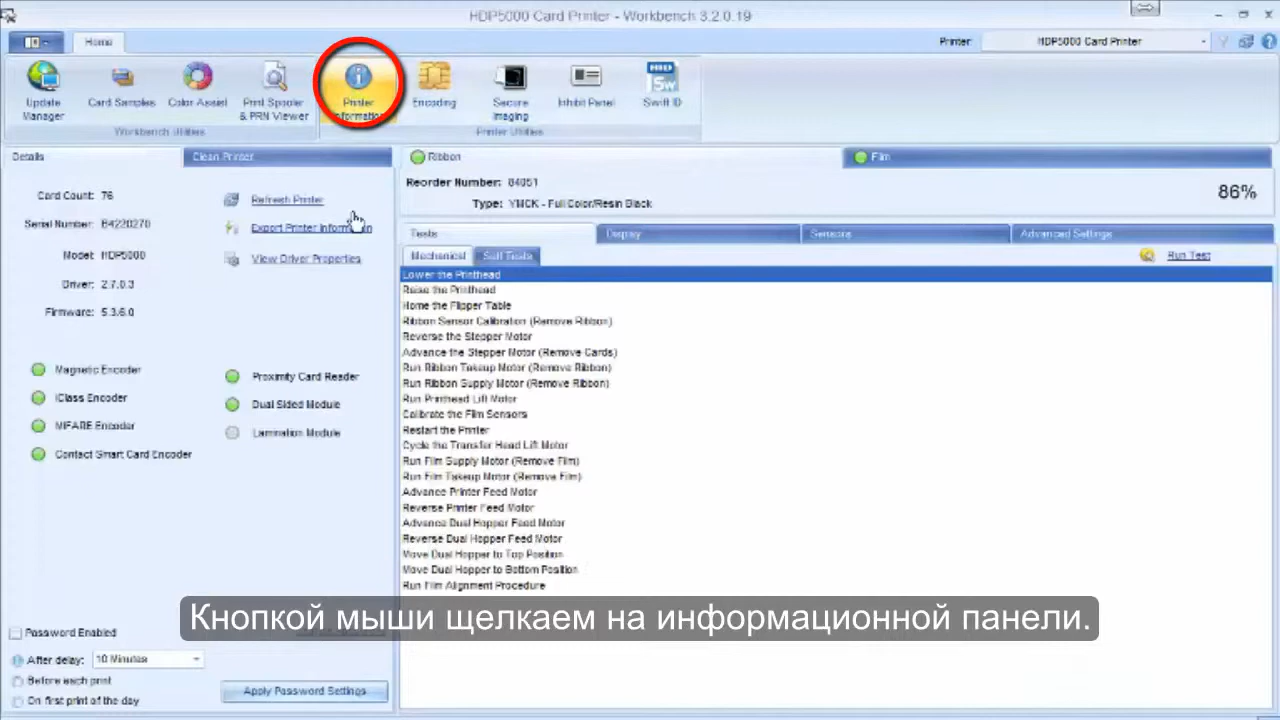 HDP5000 Card Printer - Workbench 3.2.0.19
Home
Printer
HDP5000 Card Printer
Update Manager
Card Samples
Color Assist
Print Spooler & PRN Viewer
Printer Information
Encoding
Secure Imaging
Inhibit Panel
HID
Swift ID
Workbench Utilities
Printer Utilities
Details
Clean Printer
Card Count: 76
Serial Number: B4220270
Model: HDP5000
Driver: 2.7.0.3
Firmware: 5.3.6.0
Refresh Printer
Export Printer Information
View Driver Properties
Magnetic Encoder
iClass Encoder
MIFARE Encoder
Contact Smart Card Encoder
Proximity Card Reader
Dual Sided Module
Lamination Module
Password Enabled
After delay: 10 Minutes
Before each print
On first print of the day
Apply Password Settings
Ribbon
Film
Reorder Number: 84051
Type: YMCK - Full Color/Resin Black
86%
Tests
Display
Sensors
Advanced Settings
Mechanical
Self Tests
Run Test
Lower the Printhead
Raise the Printhead
Home the Flipper Table
Ribbon Sensor Calibration (Remove Ribbon)
Reverse the Stepper Motor
Advance the Stepper Motor (Remove Cards)
Run Ribbon Takeup Motor (Remove Ribbon)
Run Ribbon Supply Motor (Remove Ribbon)
Run Printhead Lift Motor
Calibrate the Film Sensors
Restart the Printer
Cycle the Transfer Head Lift Motor
Run Film Supply Motor (Remove Film)
Run Film Takeup Motor (Remove Film)
Advance Printer Feed Motor
Reverse Printer Feed Motor
Advance Dual Hopper Feed Motor
Reverse Dual Hopper Feed Motor
Move Dual Hopper to Top Position
Move Dual Hopper to Bottom Position
Run Film Alignment Procedure
Кнопкой мыши щелкаем на информационной панели.